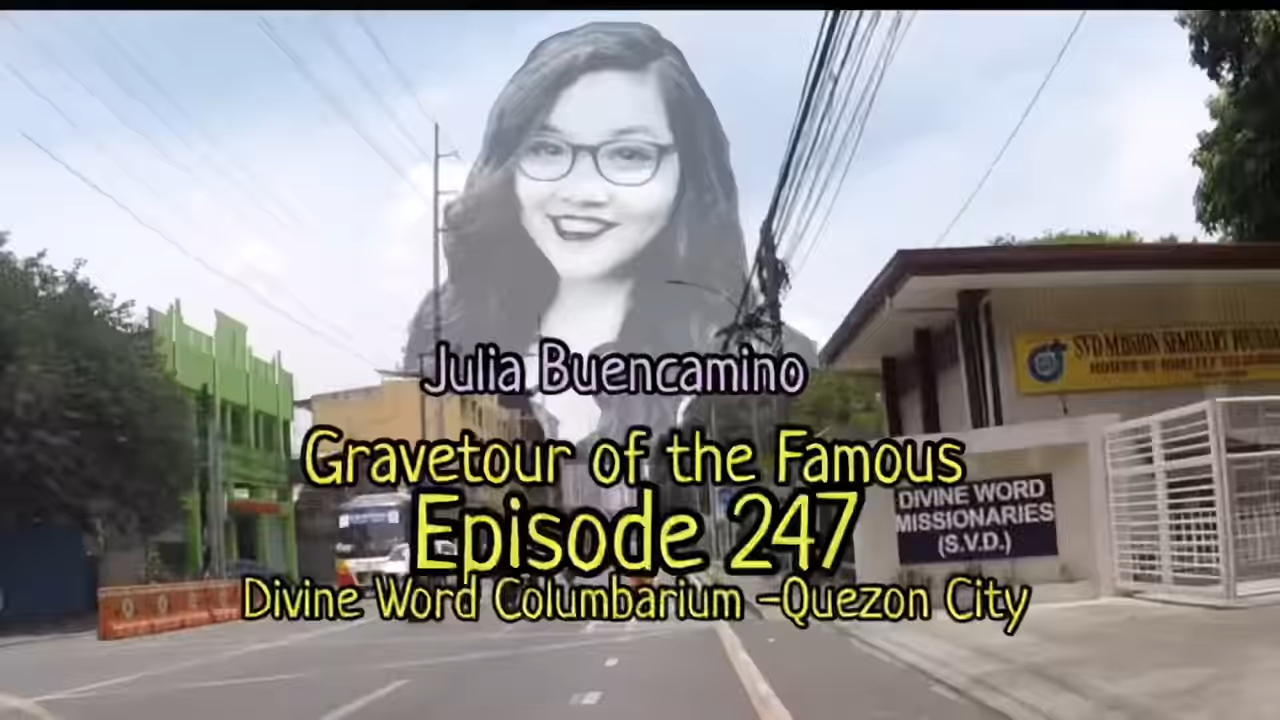 Julia Buencamino
Gravetour of the Famous
Episode 247
Divine Word Columbarium -Quezon City
SVD MISSION SEMINARY
DIVINE WORD
MISSIONARIES
(S.V.D.)